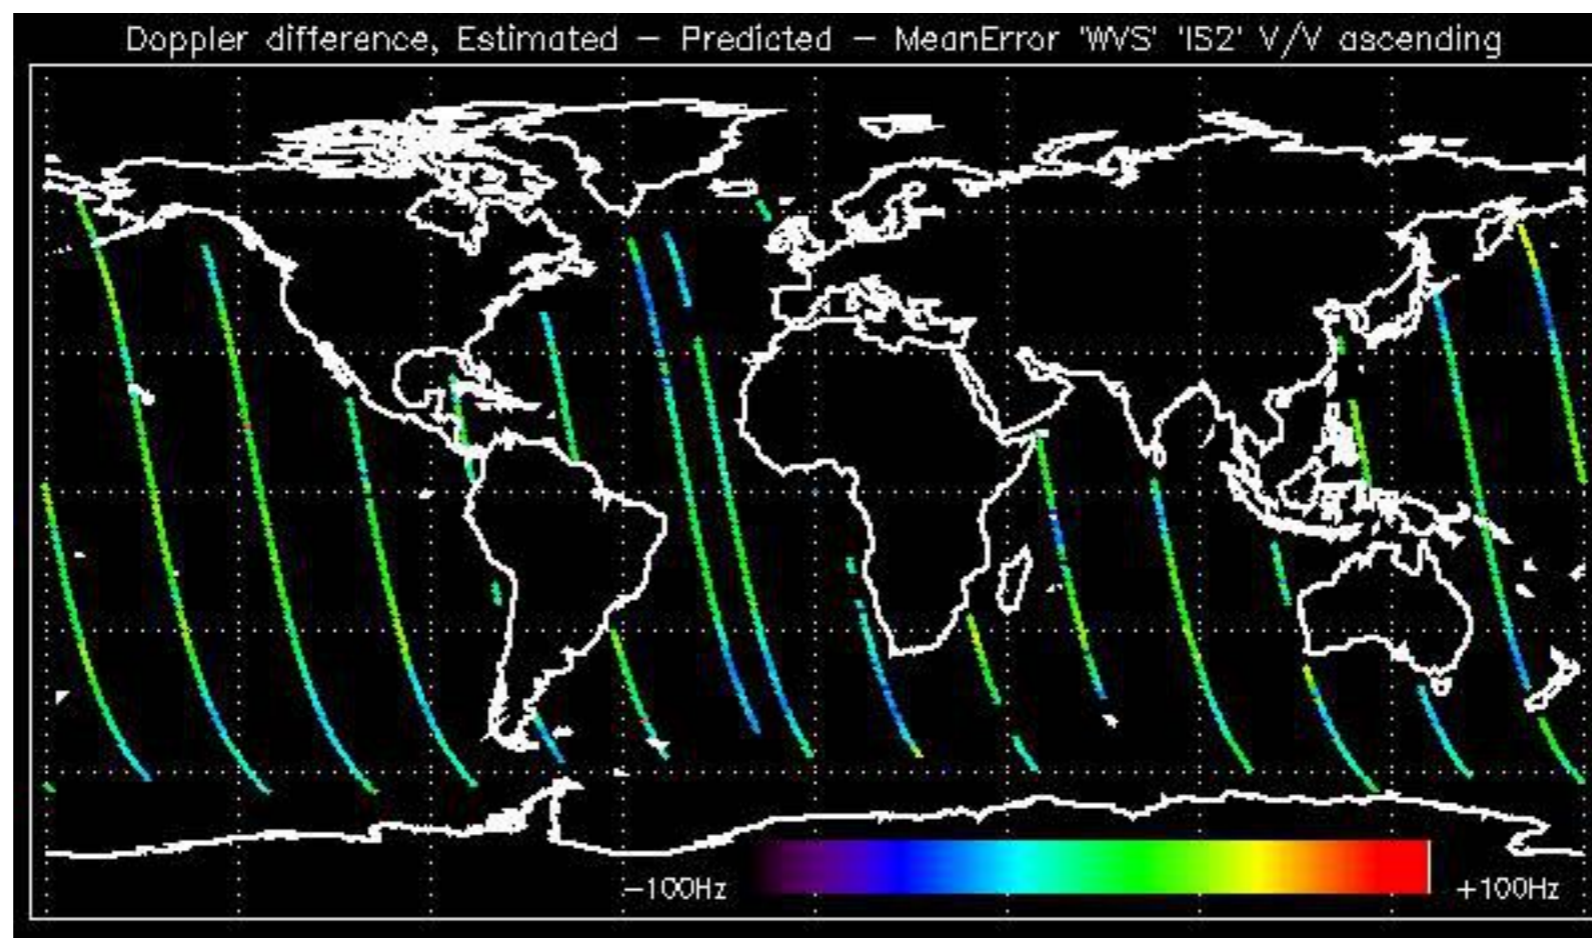 Doppler difference, Estimated – Predicted – MeanError 'WVS' 'IS2' V/V ascending
–100Hz +100Hz